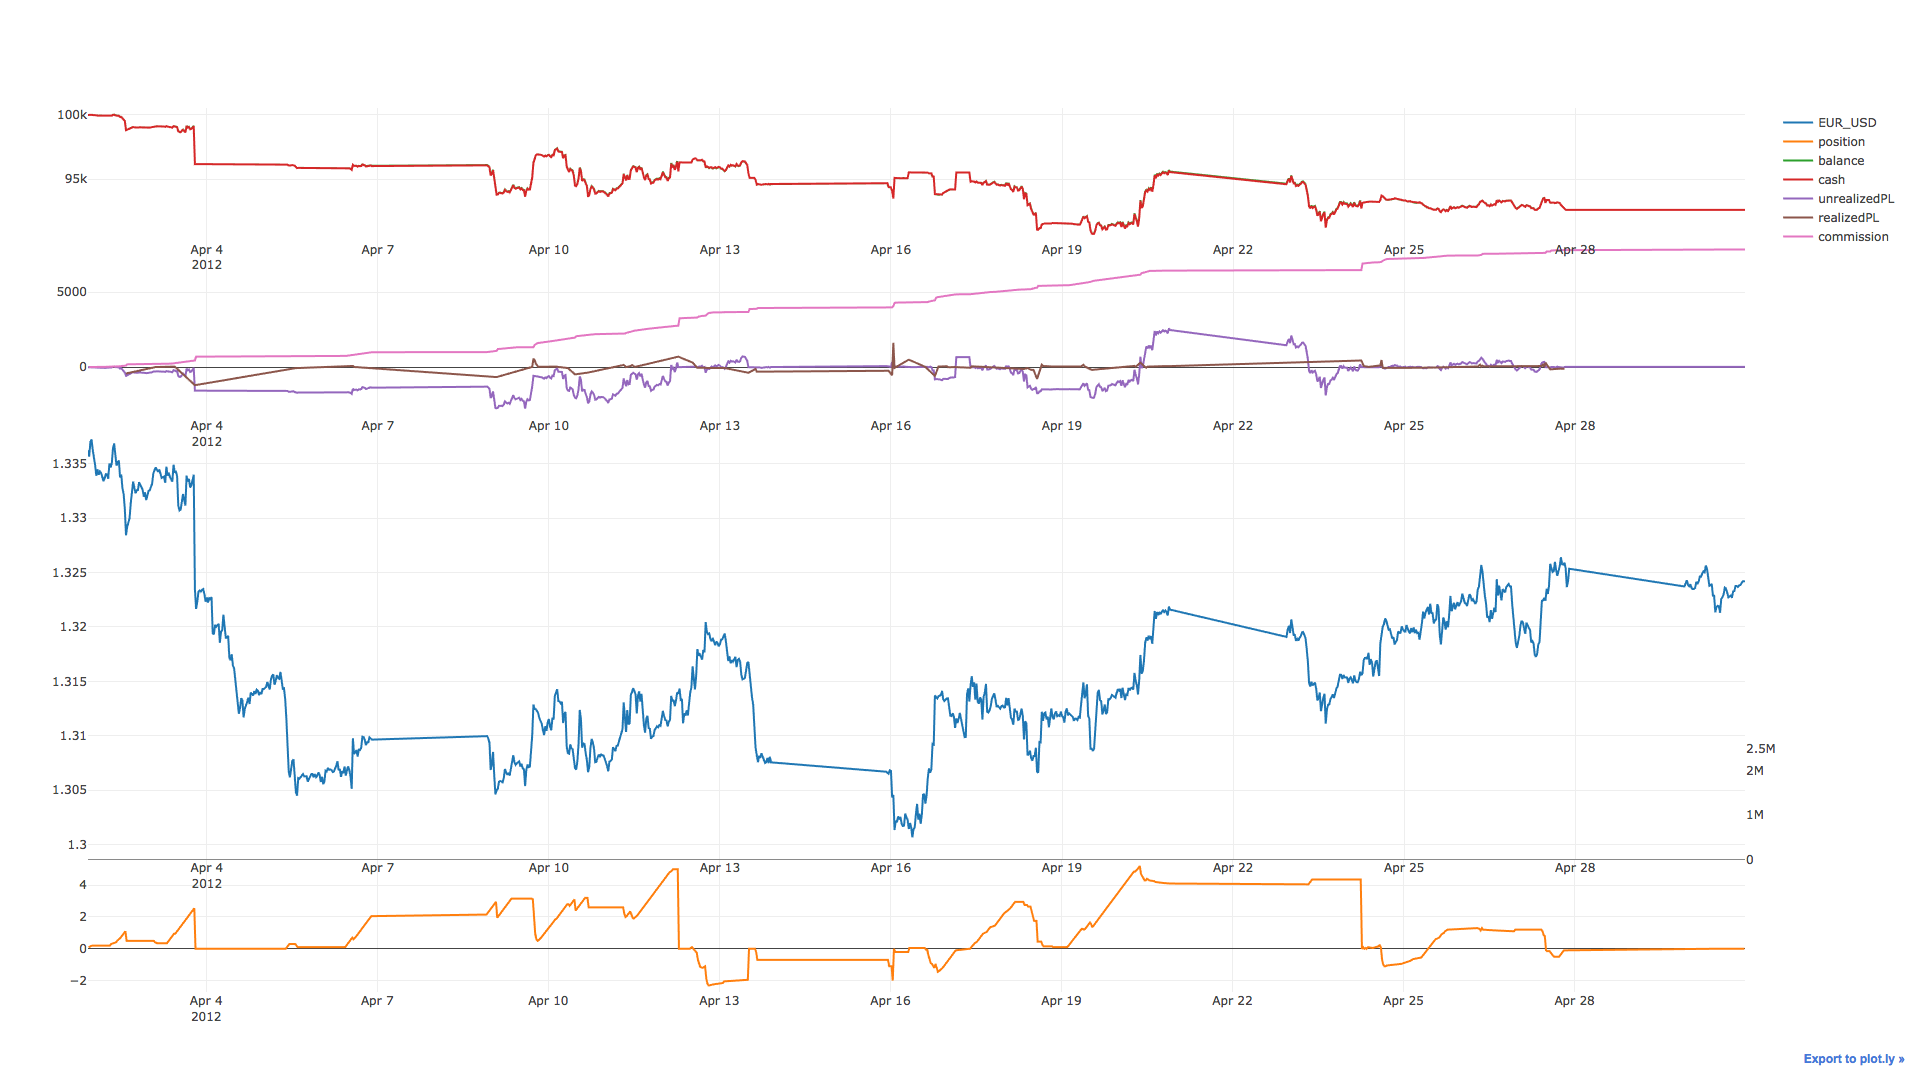 100k
95k
Apr 4
2012
Apr 7
Apr 10
Apr 13
Apr 16
Apr 19
Apr 22
Apr 25
Apr 28
EUR_USD
position
balance
cash
unrealizedPL
realizedPL
commission
5000
0
Apr 4
2012
Apr 7
Apr 10
Apr 13
Apr 16
Apr 19
Apr 22
Apr 25
Apr 28
1.335
1.33
1.325
1.32
1.315
1.31
1.305
1.3
2.5M
2M
1M
0
Apr 4
2012
Apr 7
Apr 10
Apr 13
Apr 16
Apr 19
Apr 22
Apr 25
Apr 28
4
2
0
−2
Apr 4
2012
Apr 7
Apr 10
Apr 13
Apr 16
Apr 19
Apr 22
Apr 25
Apr 28
Export to plot.ly »